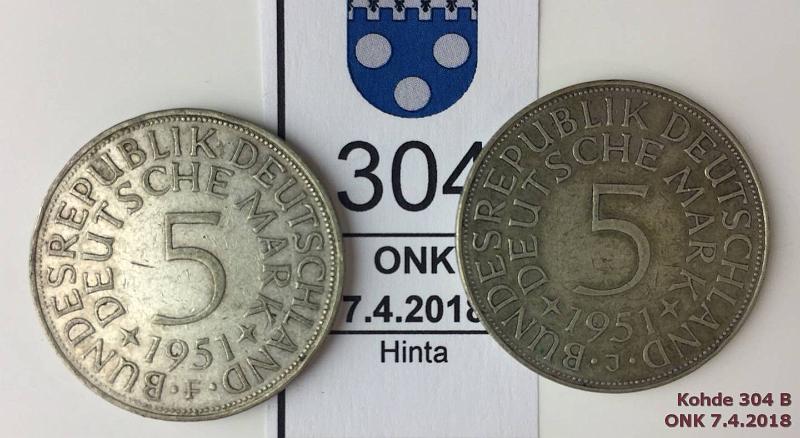 BUNDESREPUBLIK DEUTSCHLAND
DEUTSCHE MARK
5
1951
F
304
ONK
7.4.2018
Hinta
BUNDESREPUBLIK DEUTSCHLAND
DEUTSCHE MARK
5
1951
J
Kohde 304 B
ONK 7.4.2018